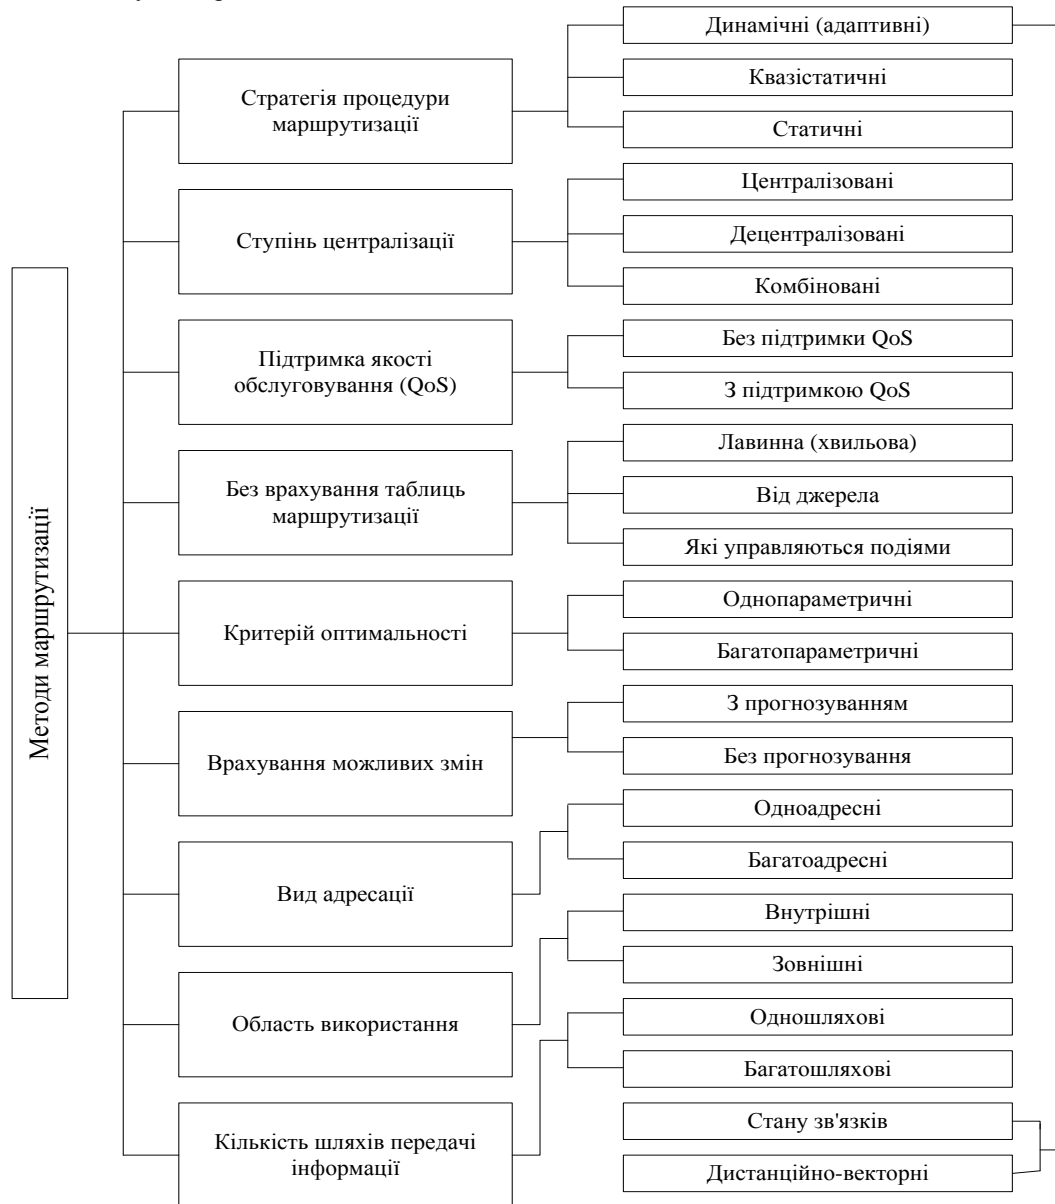 Методи маршрутизації
Стратегія процедури
маршрутизації
Динамічні (адаптивні)
Квазістатичні
Статичні
Ступінь централізації
Централізовані
Децентралізовані
Комбіновані
Підтримка якості
обслуговування (QoS)
Без підтримки QoS
З підтримкою QoS
Без врахування таблиць
маршрутизації
Лавинна (хвильова)
Від джерела
Які управляються подіями
Критерій оптимальності
Однопараметричні
Багатопараметричні
Врахування можливих змін
З прогнозуванням
Без прогнозування
Вид адресації
Одноадресні
Багатоадресні
Область використання
Внутрішні
Зовнішні
Кількість шляхів передачі
інформації
Одношляхові
Багатошляхові
Стану зв'язків
Дистанційно-векторні